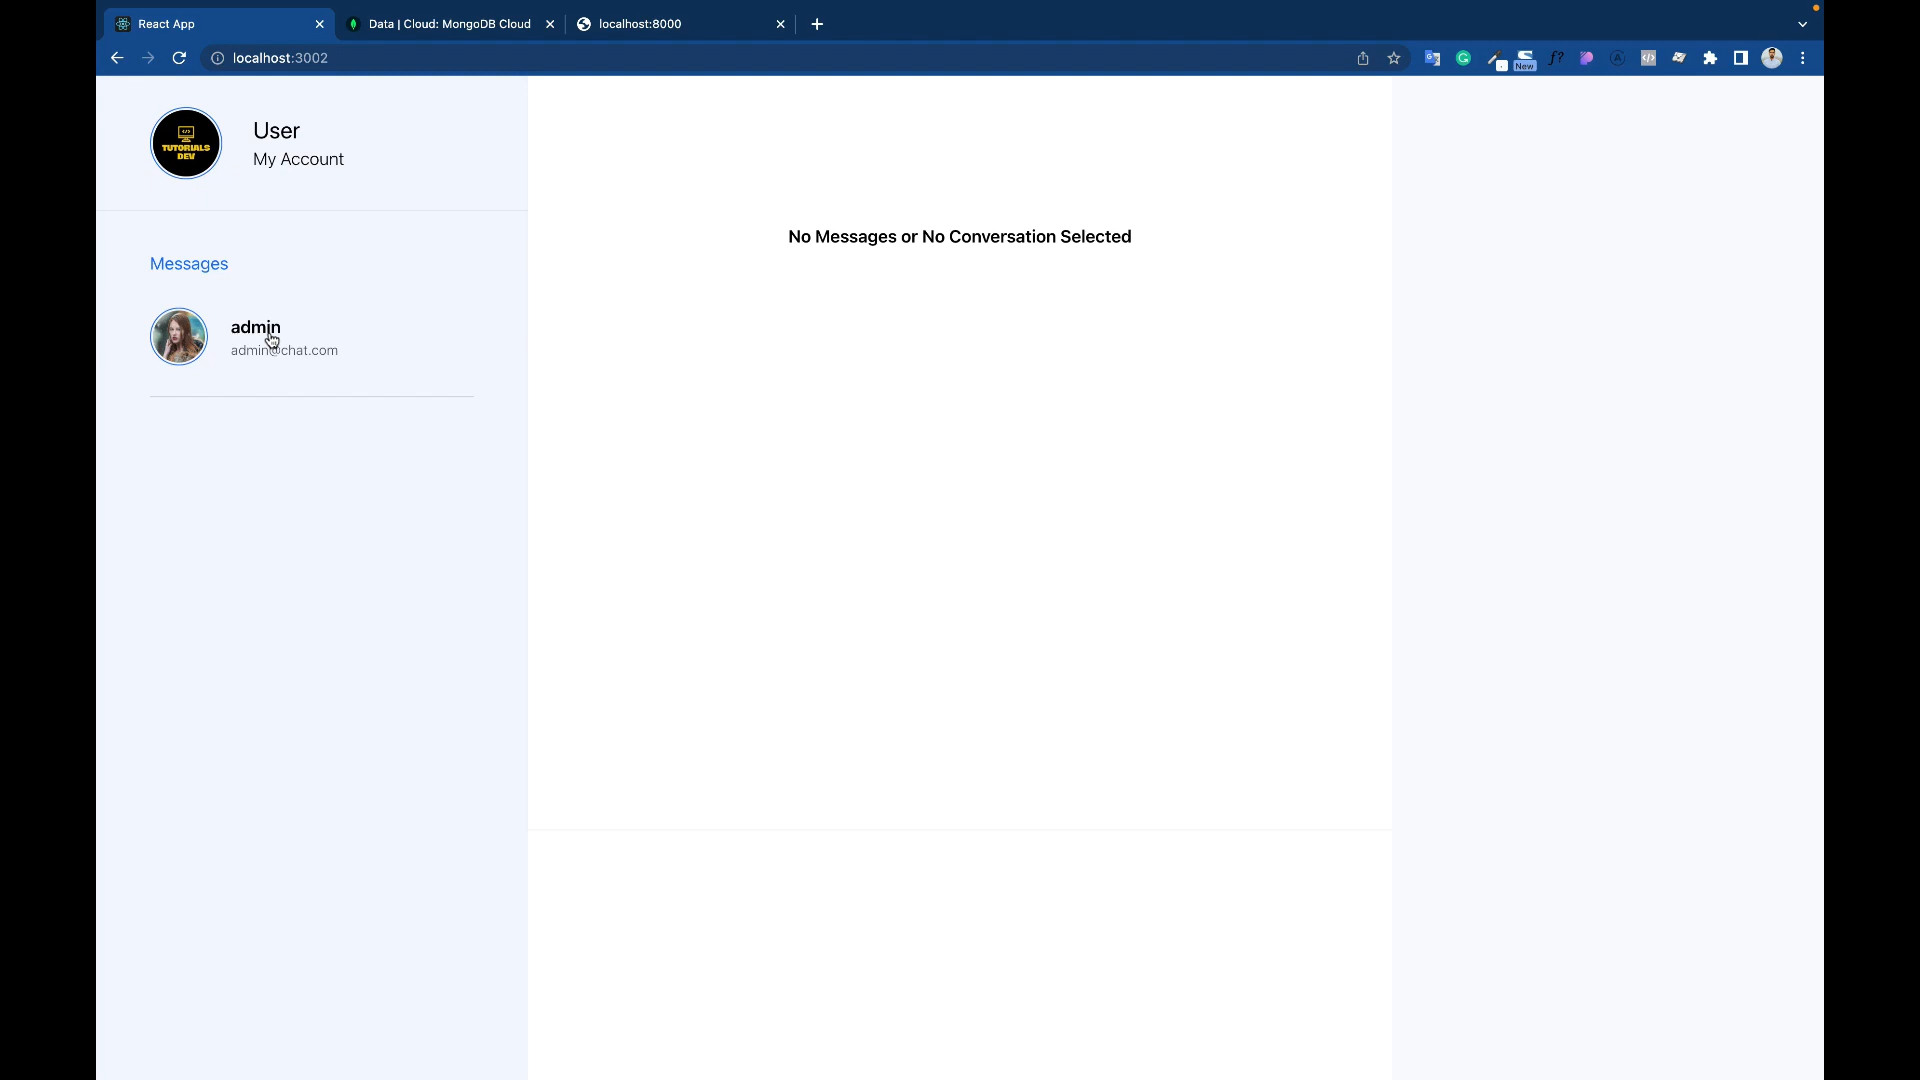 React App
Data | Cloud: MongoDB Cloud
localhost:8000
localhost:3002
New
f?
</>
TUTORIALS
DEV
User
My Account
Messages
admin
admin@chat.com
No Messages or No Conversation Selected